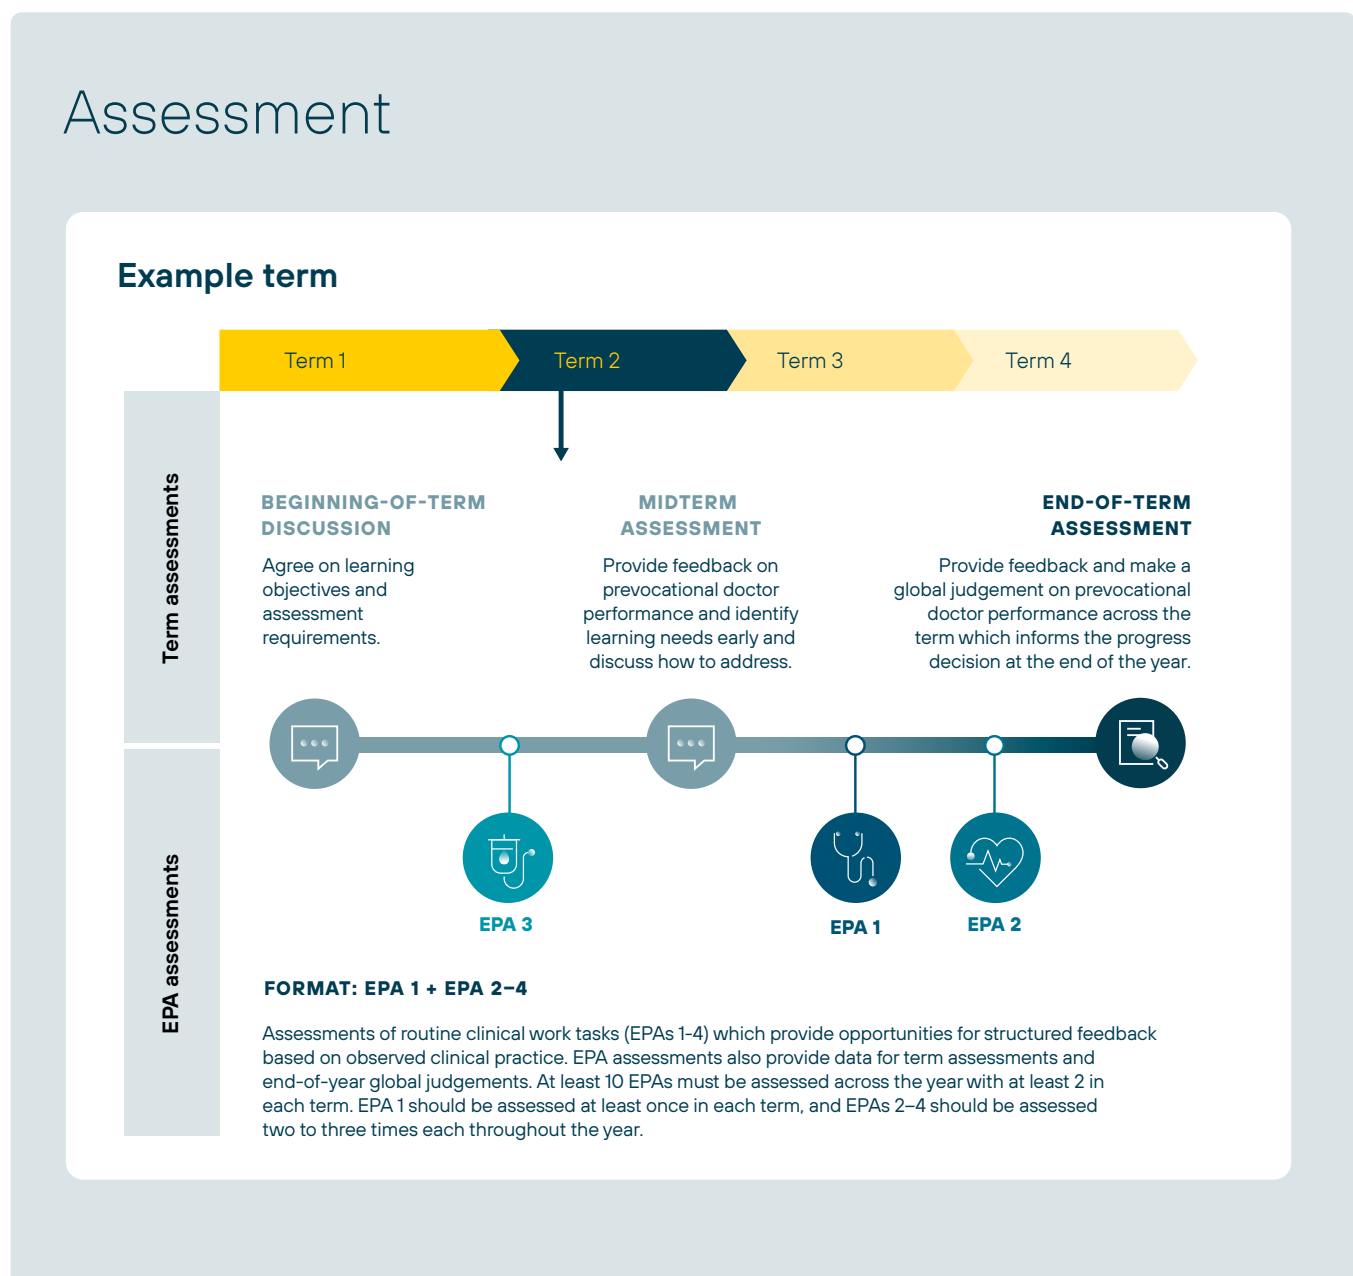 Assessment
Example term
Term 1
Term 2
Term 3
Term 4
Term assessments
BEGINNING-OF-TERM
DISCUSSION
Agree on learning
objectives and
assessment
requirements.
MIDTERM
ASSESSMENT
Provide feedback on
prevocational doctor
performance and identify
learning needs early and
discuss how to address.
END-OF-TERM
ASSESSMENT
Provide feedback and make a
global judgement on prevocational
doctor performance across the
term which informs the progress
decision at the end of the year.
EPA assessments
EPA 3
EPA 1
EPA 2
FORMAT: EPA 1 + EPA 2–4
Assessments of routine clinical work tasks (EPAs 1-4) which provide opportunities for structured feedback
based on observed clinical practice. EPA assessments also provide data for term assessments and
end-of-year global judgements. At least 10 EPAs must be assessed across the year with at least 2 in
each term. EPA 1 should be assessed at least once in each term, and EPAs 2–4 should be assessed
two to three times each throughout the year.